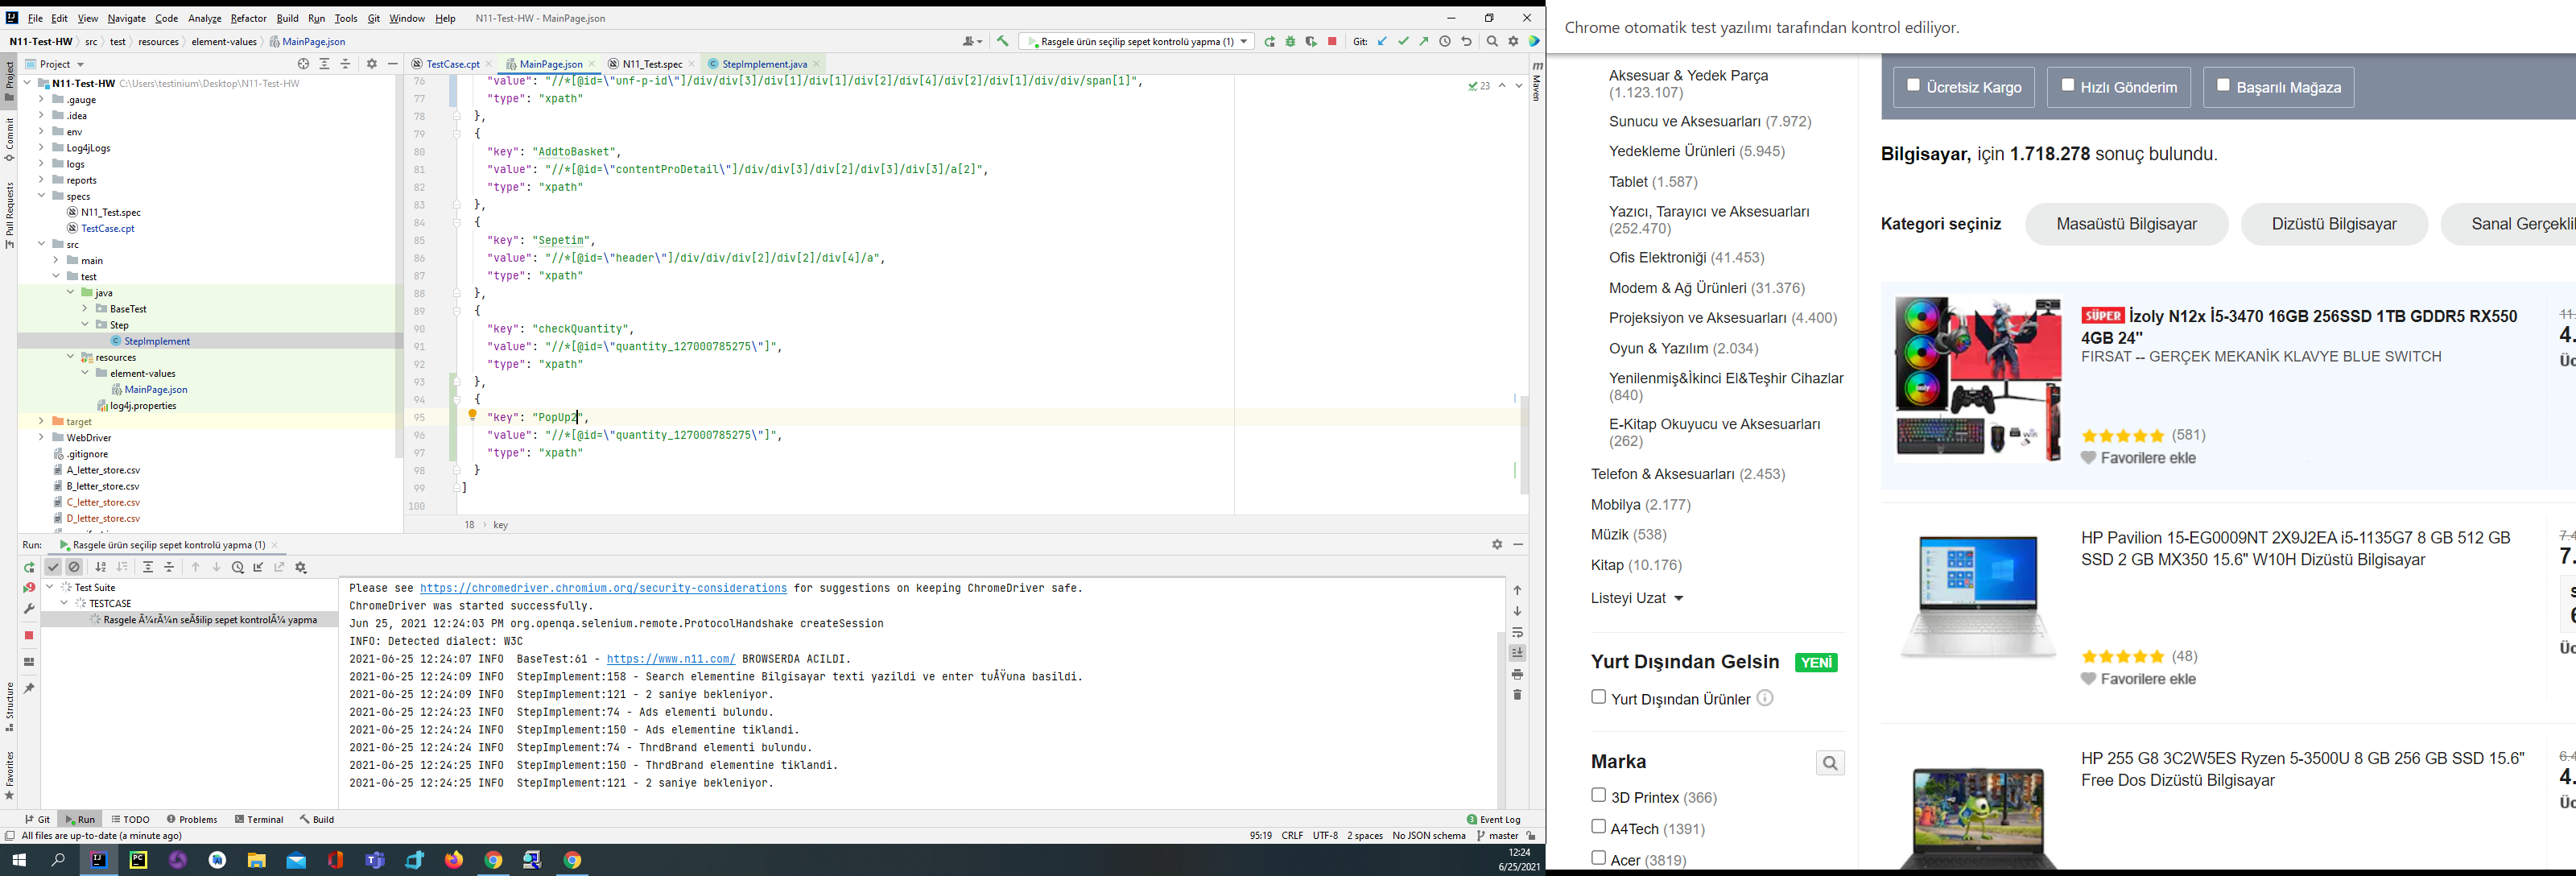 File Edit View Navigate Code Analyze Refactor Build Run Tools Git Window Help N11-Test-HW - MainPage.json
N11-Test-HW src test resources element-values MainPage.json
Rasgele ürün seçilip sepet kontrolü yapma (1) Git:
Project
TestCase.cpt MainPage.json N11_Test.spec StepImplement.java
N11-Test-HW C:\Users\testinium\Desktop\N11-Test-HW
.gauge
.idea
env
Log4jLogs
logs
reports
specs
N11_Test.spec
TestCase.cpt
src
main
test
java
BaseTest
Step
StepImplement
resources
element-values
MainPage.json
log4j.properties
target
WebDriver
.gitignore
A_letter_store.csv
B_letter_store.csv
C_letter_store.csv
D_letter_store.csv
Project
Commit
Pull Requests
Structure
Favorites
Maven
23
76 "value": "//*[@id=\"unf-p-id\"]/div/div[3]/div[1]/div[1]/div[2]/div[4]/div[2]/div[1]/div/div/span[1]",
77 "type": "xpath"
78 },
79 {
80 "key": "AddtoBasket",
81 "value": "//*[@id=\"contentProDetail\"]/div/div[3]/div[2]/div[3]/div[3]/a[2]",
82 "type": "xpath"
83 },
84 {
85 "key": "Sepetim",
86 "value": "//*[@id=\"header\"]/div/div/div[2]/div[2]/div[4]/a",
87 "type": "xpath"
88 },
89 {
90 "key": "checkQuantity",
91 "value": "//*[@id=\"quantity_127000785275\"]",
92 "type": "xpath"
93 },
94 {
95 "key": "PopUp2",
96 "value": "//*[@id=\"quantity_127000785275\"]",
97 "type": "xpath"
98 }
99 ]
100
18 key
Run: Rasgele ürün seçilip sepet kontrolü yapma (1)
Test Suite
TESTCASE
Rasgele Ã¼rÃ¼n seÃ§ilip sepet kontrolÃ¼ yapma
Please see https://chromedriver.chromium.org/security-considerations for suggestions on keeping ChromeDriver safe.
ChromeDriver was started successfully.
Jun 25, 2021 12:24:03 PM org.openqa.selenium.remote.ProtocolHandshake createSession
INFO: Detected dialect: W3C
2021-06-25 12:24:07 INFO BaseTest:61 - https://www.n11.com/ BROWSERDA ACILDI.
2021-06-25 12:24:09 INFO StepImplement:158 - Search elementine Bilgisayar texti yazildi ve enter tuÅŸuna basildi.
2021-06-25 12:24:09 INFO StepImplement:121 - 2 saniye bekleniyor.
2021-06-25 12:24:23 INFO StepImplement:74 - Ads elementi bulundu.
2021-06-25 12:24:24 INFO StepImplement:150 - Ads elementine tiklandi.
2021-06-25 12:24:24 INFO StepImplement:74 - ThrdBrand elementi bulundu.
2021-06-25 12:24:25 INFO StepImplement:150 - ThrdBrand elementine tiklandi.
2021-06-25 12:24:25 INFO StepImplement:121 - 2 saniye bekleniyor.
Git Run TODO Problems Terminal Build 3 Event Log
All files are up-to-date (a minute ago) 95:19 CRLF UTF-8 2 spaces No JSON schema master
12:24
6/25/2021
Chrome otomatik test yazılımı tarafından kontrol ediliyor.
Aksesuar & Yedek Parça
(1.123.107)
Sunucu ve Aksesuarları (7.972)
Yedekleme Ürünleri (5.945)
Tablet (1.587)
Yazıcı, Tarayıcı ve Aksesuarları
(252.470)
Ofis Elektroniği (41.453)
Modem & Ağ Ürünleri (31.376)
Projeksiyon ve Aksesuarları (4.400)
Oyun & Yazılım (2.034)
Yenilenmiş&İkinci El&Teşhir Cihazlar
(840)
E-Kitap Okuyucu ve Aksesuarları
(262)
Telefon & Aksesuarları (2.453)
Mobilya (2.177)
Müzik (538)
Kitap (10.176)
Listeyi Uzat
Yurt Dışından Gelsin YENİ
Yurt Dışından Ürünler
Marka
3D Printex (366)
A4Tech (1391)
Acer (3819)
Ücretsiz Kargo Hızlı Gönderim Başarılı Mağaza
Bilgisayar, için 1.718.278 sonuç bulundu.
Kategori seçiniz Masaüstü Bilgisayar Dizüstü Bilgisayar Sanal Gerçekli
SÜPER İzoly N12x İ5-3470 16GB 256SSD 1TB GDDR5 RX550
4GB 24"
FIRSAT -- GERÇEK MEKANİK KLAVYE BLUE SWITCH
(581)
Favorilere ekle
11.
4.
Üc
HP Pavilion 15-EG0009NT 2X9J2EA i5-1135G7 8 GB 512 GB
SSD 2 GB MX350 15.6" W10H Dizüstü Bilgisayar
(48)
Favorilere ekle
7.4
7.
S
6
Üc
HP 255 G8 3C2W5ES Ryzen 5-3500U 8 GB 256 GB SSD 15.6"
Free Dos Dizüstü Bilgisayar
6.4
4.
Üc